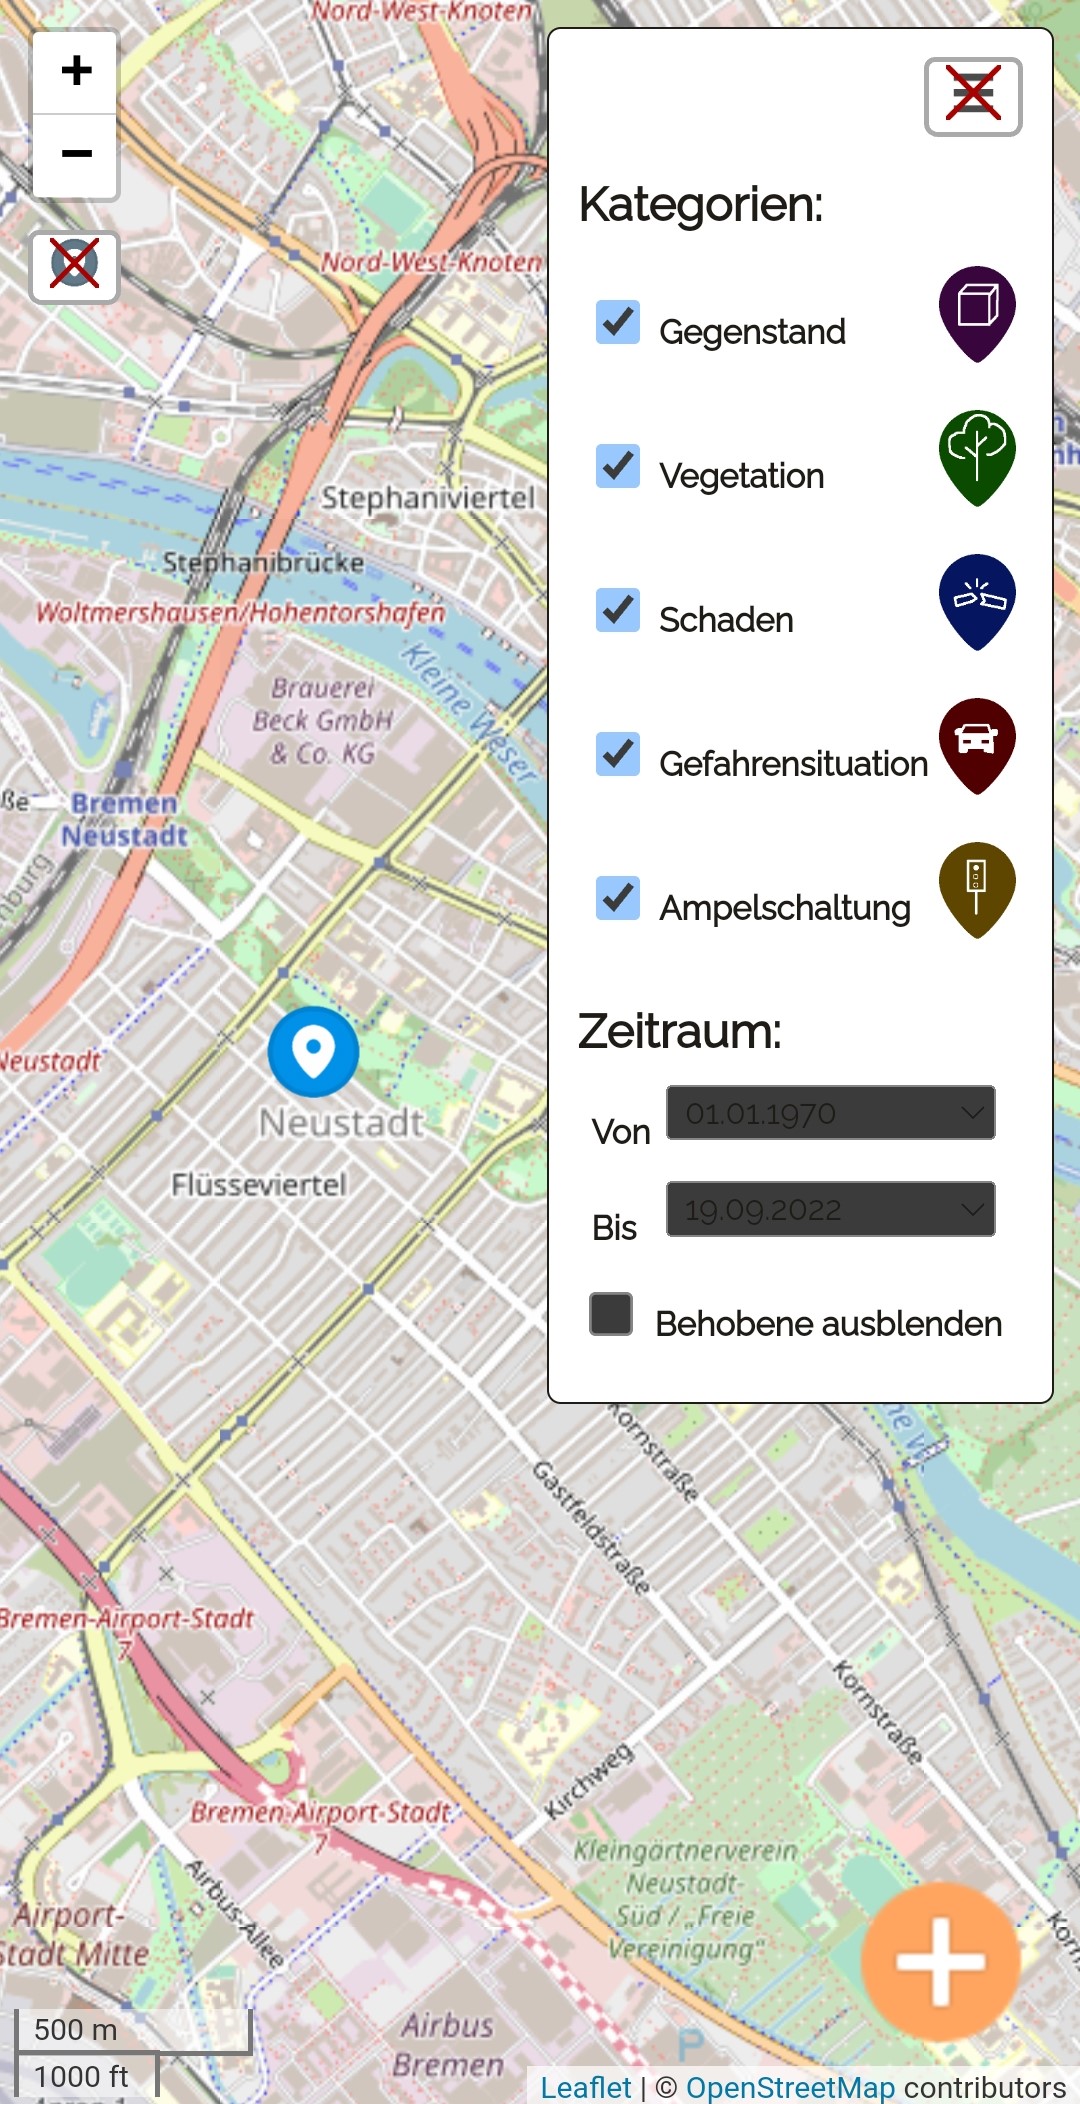 Nord-West-Knoten
+
−
Kategorien:
Nord-West-Knoten
Gegenstand
Vegetation
Stephaniviertel
Stephanibrücke
Woltmershausen/Hohentorshafen
Schaden
Kleine Weser
Brauerei
Beck GmbH
& Co. KG
Gefahrensituation
Bremen
Neustadt
Ampelschaltung
Zeitraum:
Neustadt
Von 01.01.1970
Neustadt
Flüsseviertel
Bis 19.09.2022
Behobene ausblenden
Kornstraße
Gastfeldstraße
Bremen-Airport-Stadt
7
Kornstraße
Kirchweg
Bremen-Airport-Stadt
7
Kleingärtnerverein
Neustadt-
Süd / „Freie
Vereinigung“
Airbus-Allee
Airport-
Stadt Mitte
500 m
1000 ft
Airbus
Bremen
P
Leaflet | © OpenStreetMap contributors